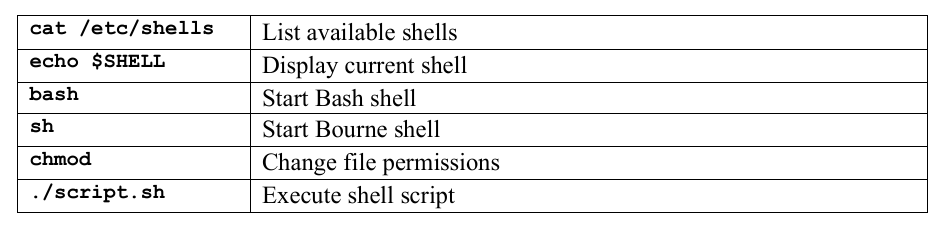 cat /etc/shells List available shells
echo $SHELL Display current shell
bash Start Bash shell
sh Start Bourne shell
chmod Change file permissions
./script.sh Execute shell script